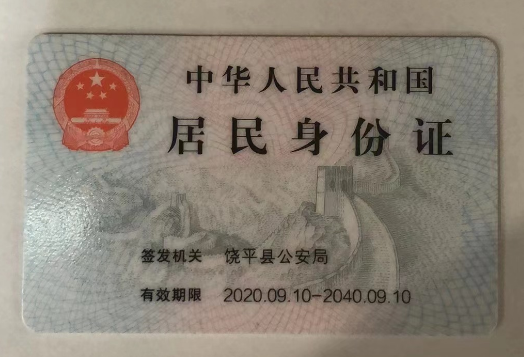 中华人民共和国
居民身份证
签发机关 饶平县公安局
有效期限 2020.09.10-2040.09.10